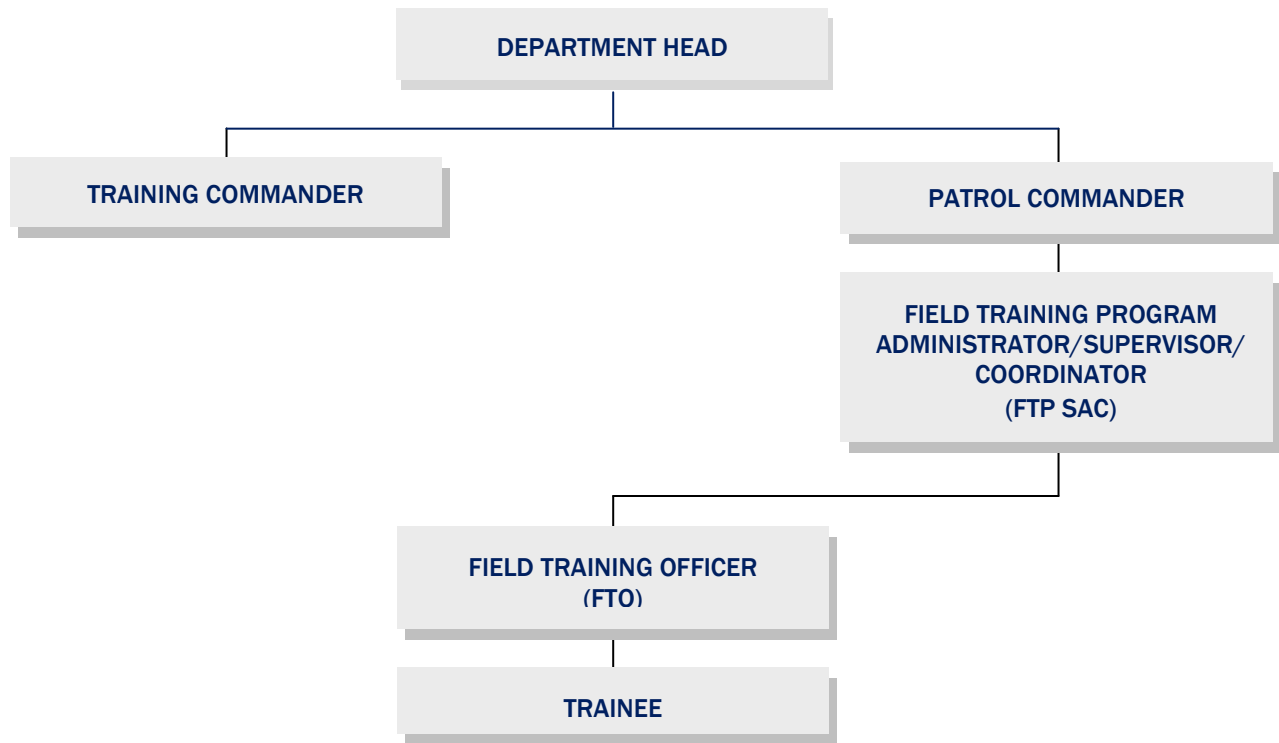 DEPARTMENT HEAD
TRAINING COMMANDER
PATROL COMMANDER
FIELD TRAINING PROGRAM
ADMINISTRATOR/SUPERVISOR/
COORDINATOR
(FTP SAC)
FIELD TRAINING OFFICER
(FTO)
TRAINEE